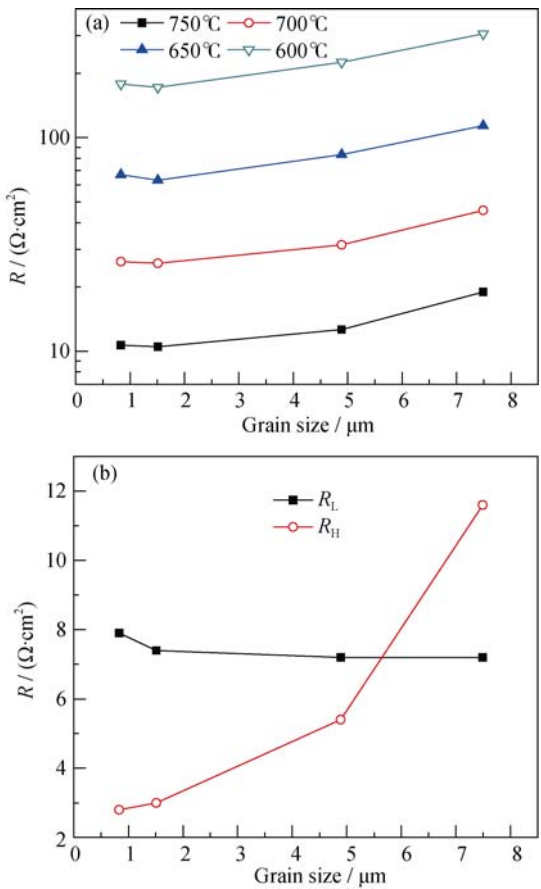 (a) 750℃ 700℃
650℃ 600℃
100
10
R / (Ω·cm²)
0 1 2 3 4 5 6 7 8
Grain size / μm
(b)
R_L
R_H
12
10
8
6
4
2
R / (Ω·cm²)
0 1 2 3 4 5 6 7 8
Grain size / μm